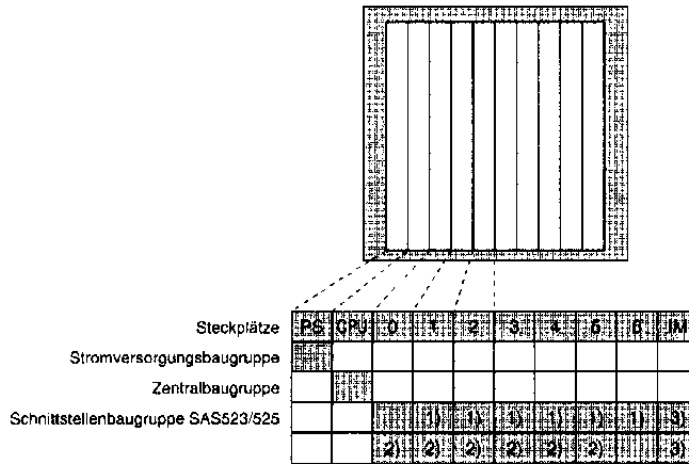 Steckplätze PS CPU 0 1 2 3 4 5 6 IM
Stromversorgungsbaugruppe
Zentralbaugruppe
Schnittstellenbaugruppe SAS523/525 1) 1) 1) 1) 1) 1) 3)
2) 2) 2) 2) 2) 2) 3)